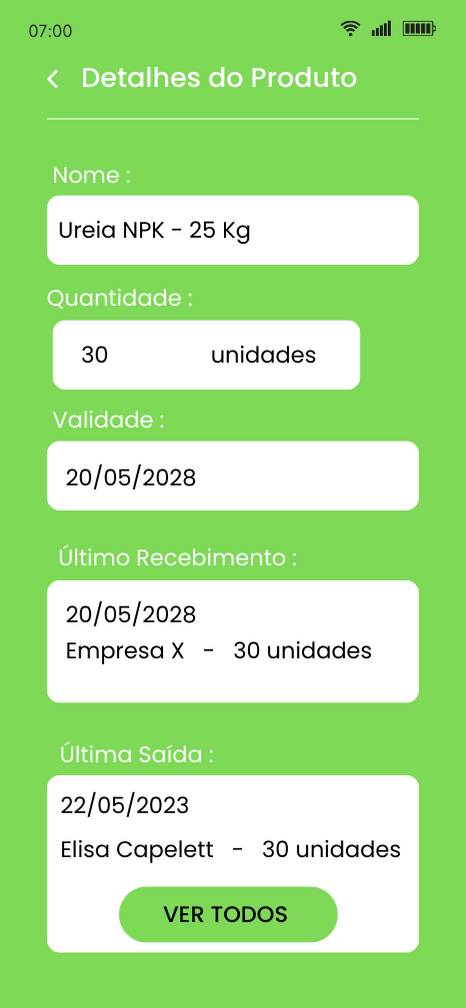 07:00
Detalhes do Produto
Nome :
Ureia NPK - 25 Kg
Quantidade :
30 unidades
Validade :
20/05/2028
Último Recebimento :
20/05/2028
Empresa X - 30 unidades
Última Saída :
22/05/2023
Elisa Capelett - 30 unidades
VER TODOS